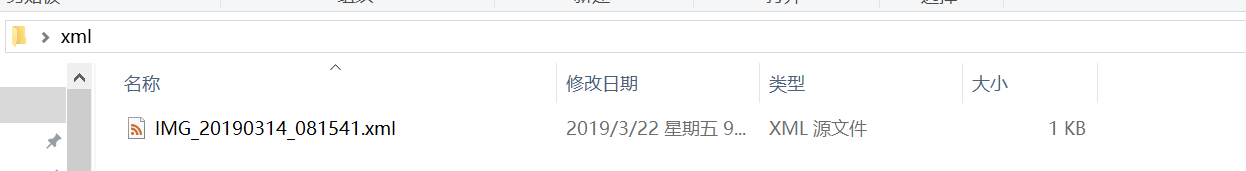 xml
名称 修改日期 类型 大小
IMG_20190314_081541.xml 2019/3/22 星期五 9... XML 源文件 1 KB